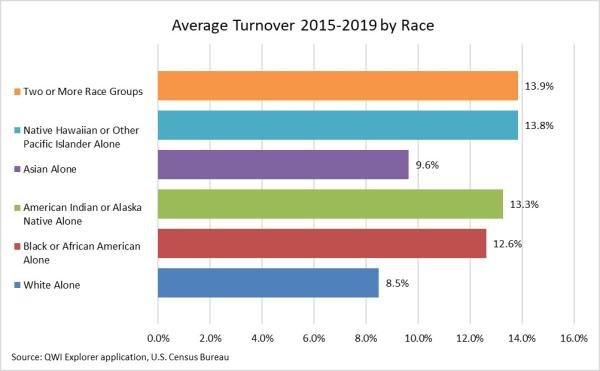 Average Turnover 2015-2019 by Race
Two or More Race Groups
13.9%
Native Hawaiian or Other
Pacific Islander Alone
13.8%
Asian Alone
9.6%
American Indian or Alaska
Native Alone
13.3%
Black or African American
Alone
12.6%
White Alone
8.5%
0.0% 2.0% 4.0% 6.0% 8.0% 10.0% 12.0% 14.0% 16.0%
Source: QWI Explorer application, U.S. Census Bureau